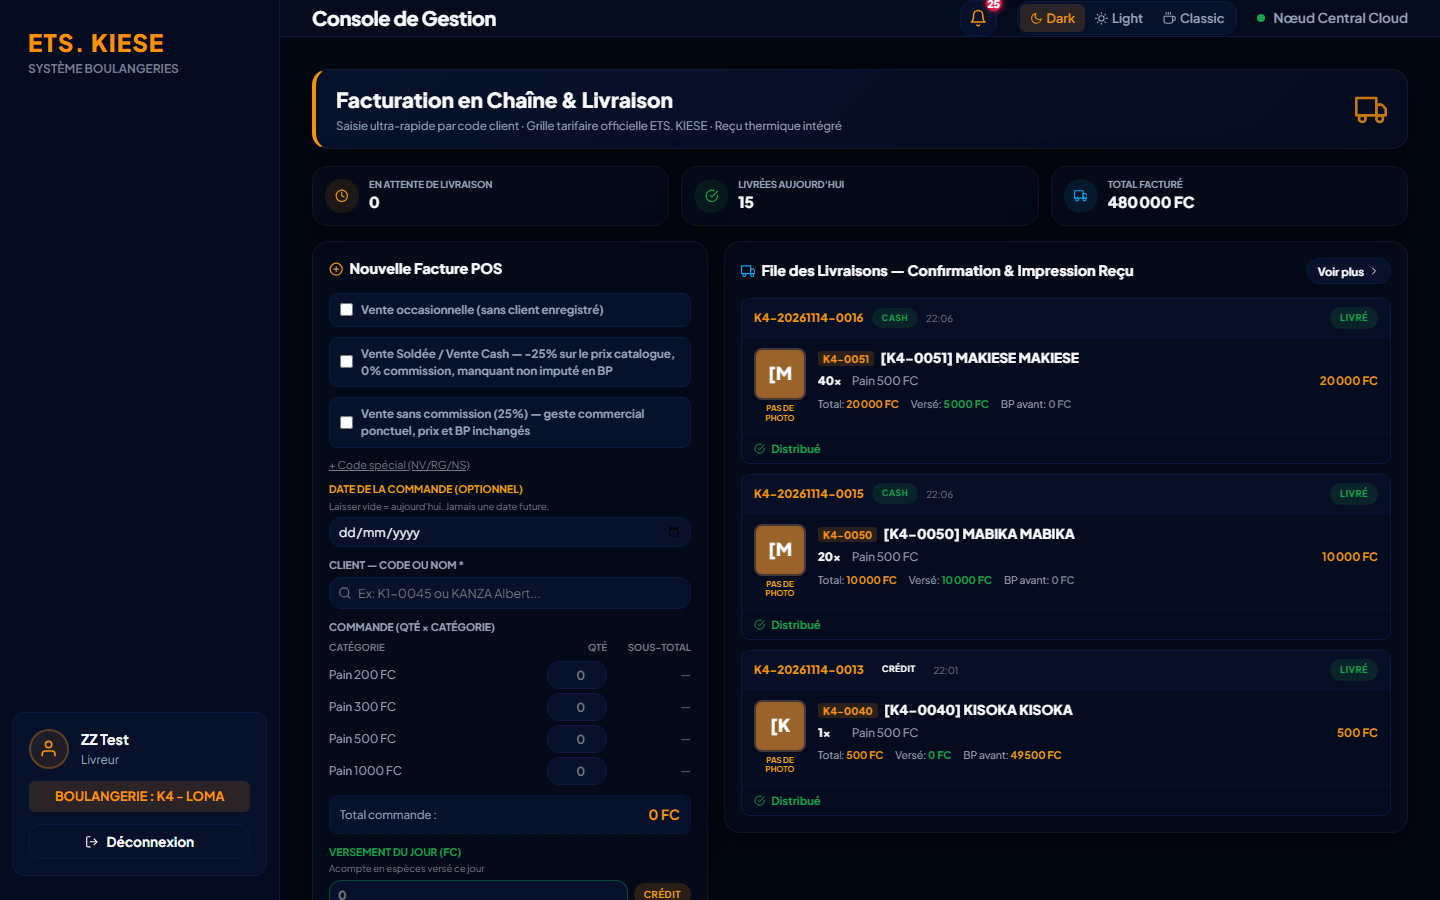 ETS. KIESE
SYSTÈME BOULANGERIES
ZZ Test
Livreur
BOULANGERIE : K4 - LOMA
Déconnexion
Console de Gestion
25
Dark
Light
Classic
Nœud Central Cloud
Facturation en Chaîne & Livraison
Saisie ultra-rapide par code client · Grille tarifaire officielle ETS. KIESE · Reçu thermique intégré
EN ATTENTE DE LIVRAISON
0
LIVRÉES AUJOURD'HUI
15
TOTAL FACTURÉ
480 000 FC
Nouvelle Facture POS
Vente occasionnelle (sans client enregistré)
Vente Soldée / Vente Cash — -25% sur le prix catalogue,
0% commission, manquant non imputé en BP
Vente sans commission (25%) — geste commercial
ponctuel, prix et BP inchangés
+ Code spécial (NV/RG/NS)
DATE DE LA COMMANDE (OPTIONNEL)
Laisser vide = aujourd'hui. Jamais une date future.
dd/mm/yyyy
CLIENT — CODE OU NOM *
Ex: K1-0045 ou KANZA Albert...
COMMANDE (QTÉ × CATÉGORIE)
CATÉGORIE QTÉ SOUS-TOTAL
Pain 200 FC 0 —
Pain 300 FC 0 —
Pain 500 FC 0 —
Pain 1000 FC 0 —
Total commande : 0 FC
VERSEMENT DU JOUR (FC)
Acompte en espèces versé ce jour
0 CRÉDIT
File des Livraisons — Confirmation & Impression Reçu
Voir plus
K4-20261114-0016 CASH 22:06 LIVRÉ
[M
PAS DE
PHOTO
K4-0051 [K4-0051] MAKIESE MAKIESE
40× Pain 500 FC 20 000 FC
Total: 20 000 FC Versé: 5 000 FC BP avant: 0 FC
Distribué
K4-20261114-0015 CASH 22:06 LIVRÉ
[M
PAS DE
PHOTO
K4-0050 [K4-0050] MABIKA MABIKA
20× Pain 500 FC 10 000 FC
Total: 10 000 FC Versé: 10 000 FC BP avant: 0 FC
Distribué
K4-20261114-0013 CRÉDIT 22:01 LIVRÉ
[K
PAS DE
PHOTO
K4-0040 [K4-0040] KISOKA KISOKA
1× Pain 500 FC 500 FC
Total: 500 FC Versé: 0 FC BP avant: 49 500 FC
Distribué